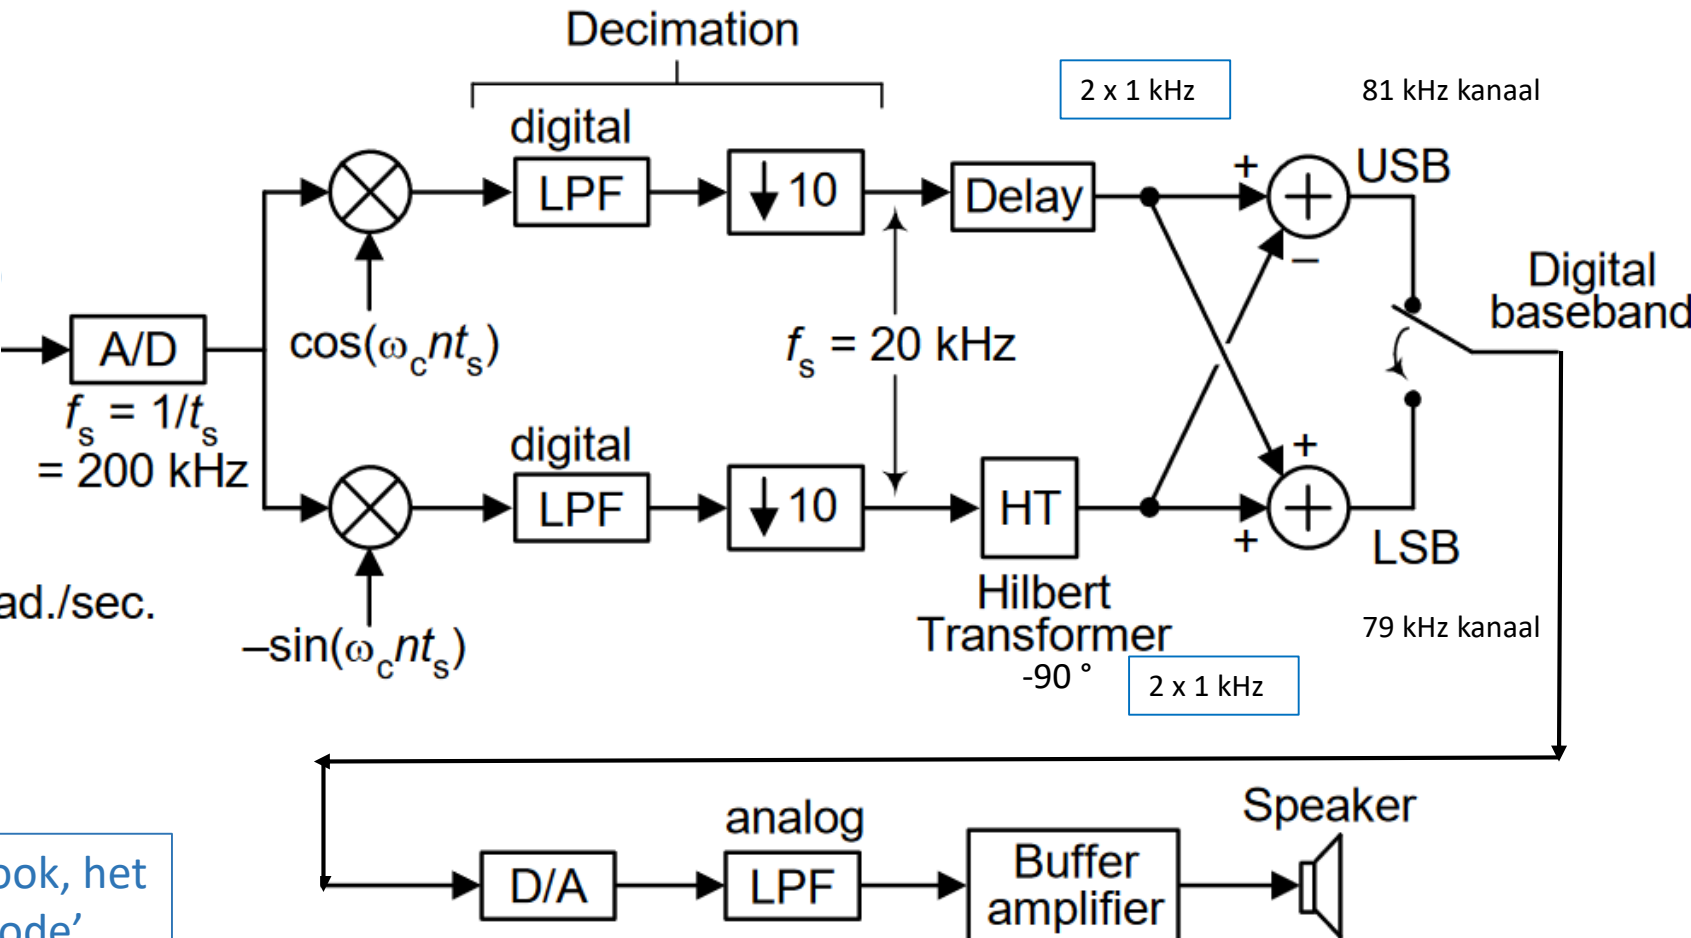 Decimation
2 x 1 kHz
81 kHz kanaal
digital
LPF
↓ 10
Delay
+
USB
–
Digital
baseband
A/D
cos(ω_c nt_s)
f_s = 20 kHz
f_s = 1/t_s
= 200 kHz
digital
LPF
↓ 10
HT
+
+
LSB
Hilbert
Transformer
-90 °
2 x 1 kHz
79 kHz kanaal
ad./sec.
–sin(ω_c nt_s)
analog
Speaker
D/A
LPF
Buffer
amplifier
ook, het
ode’